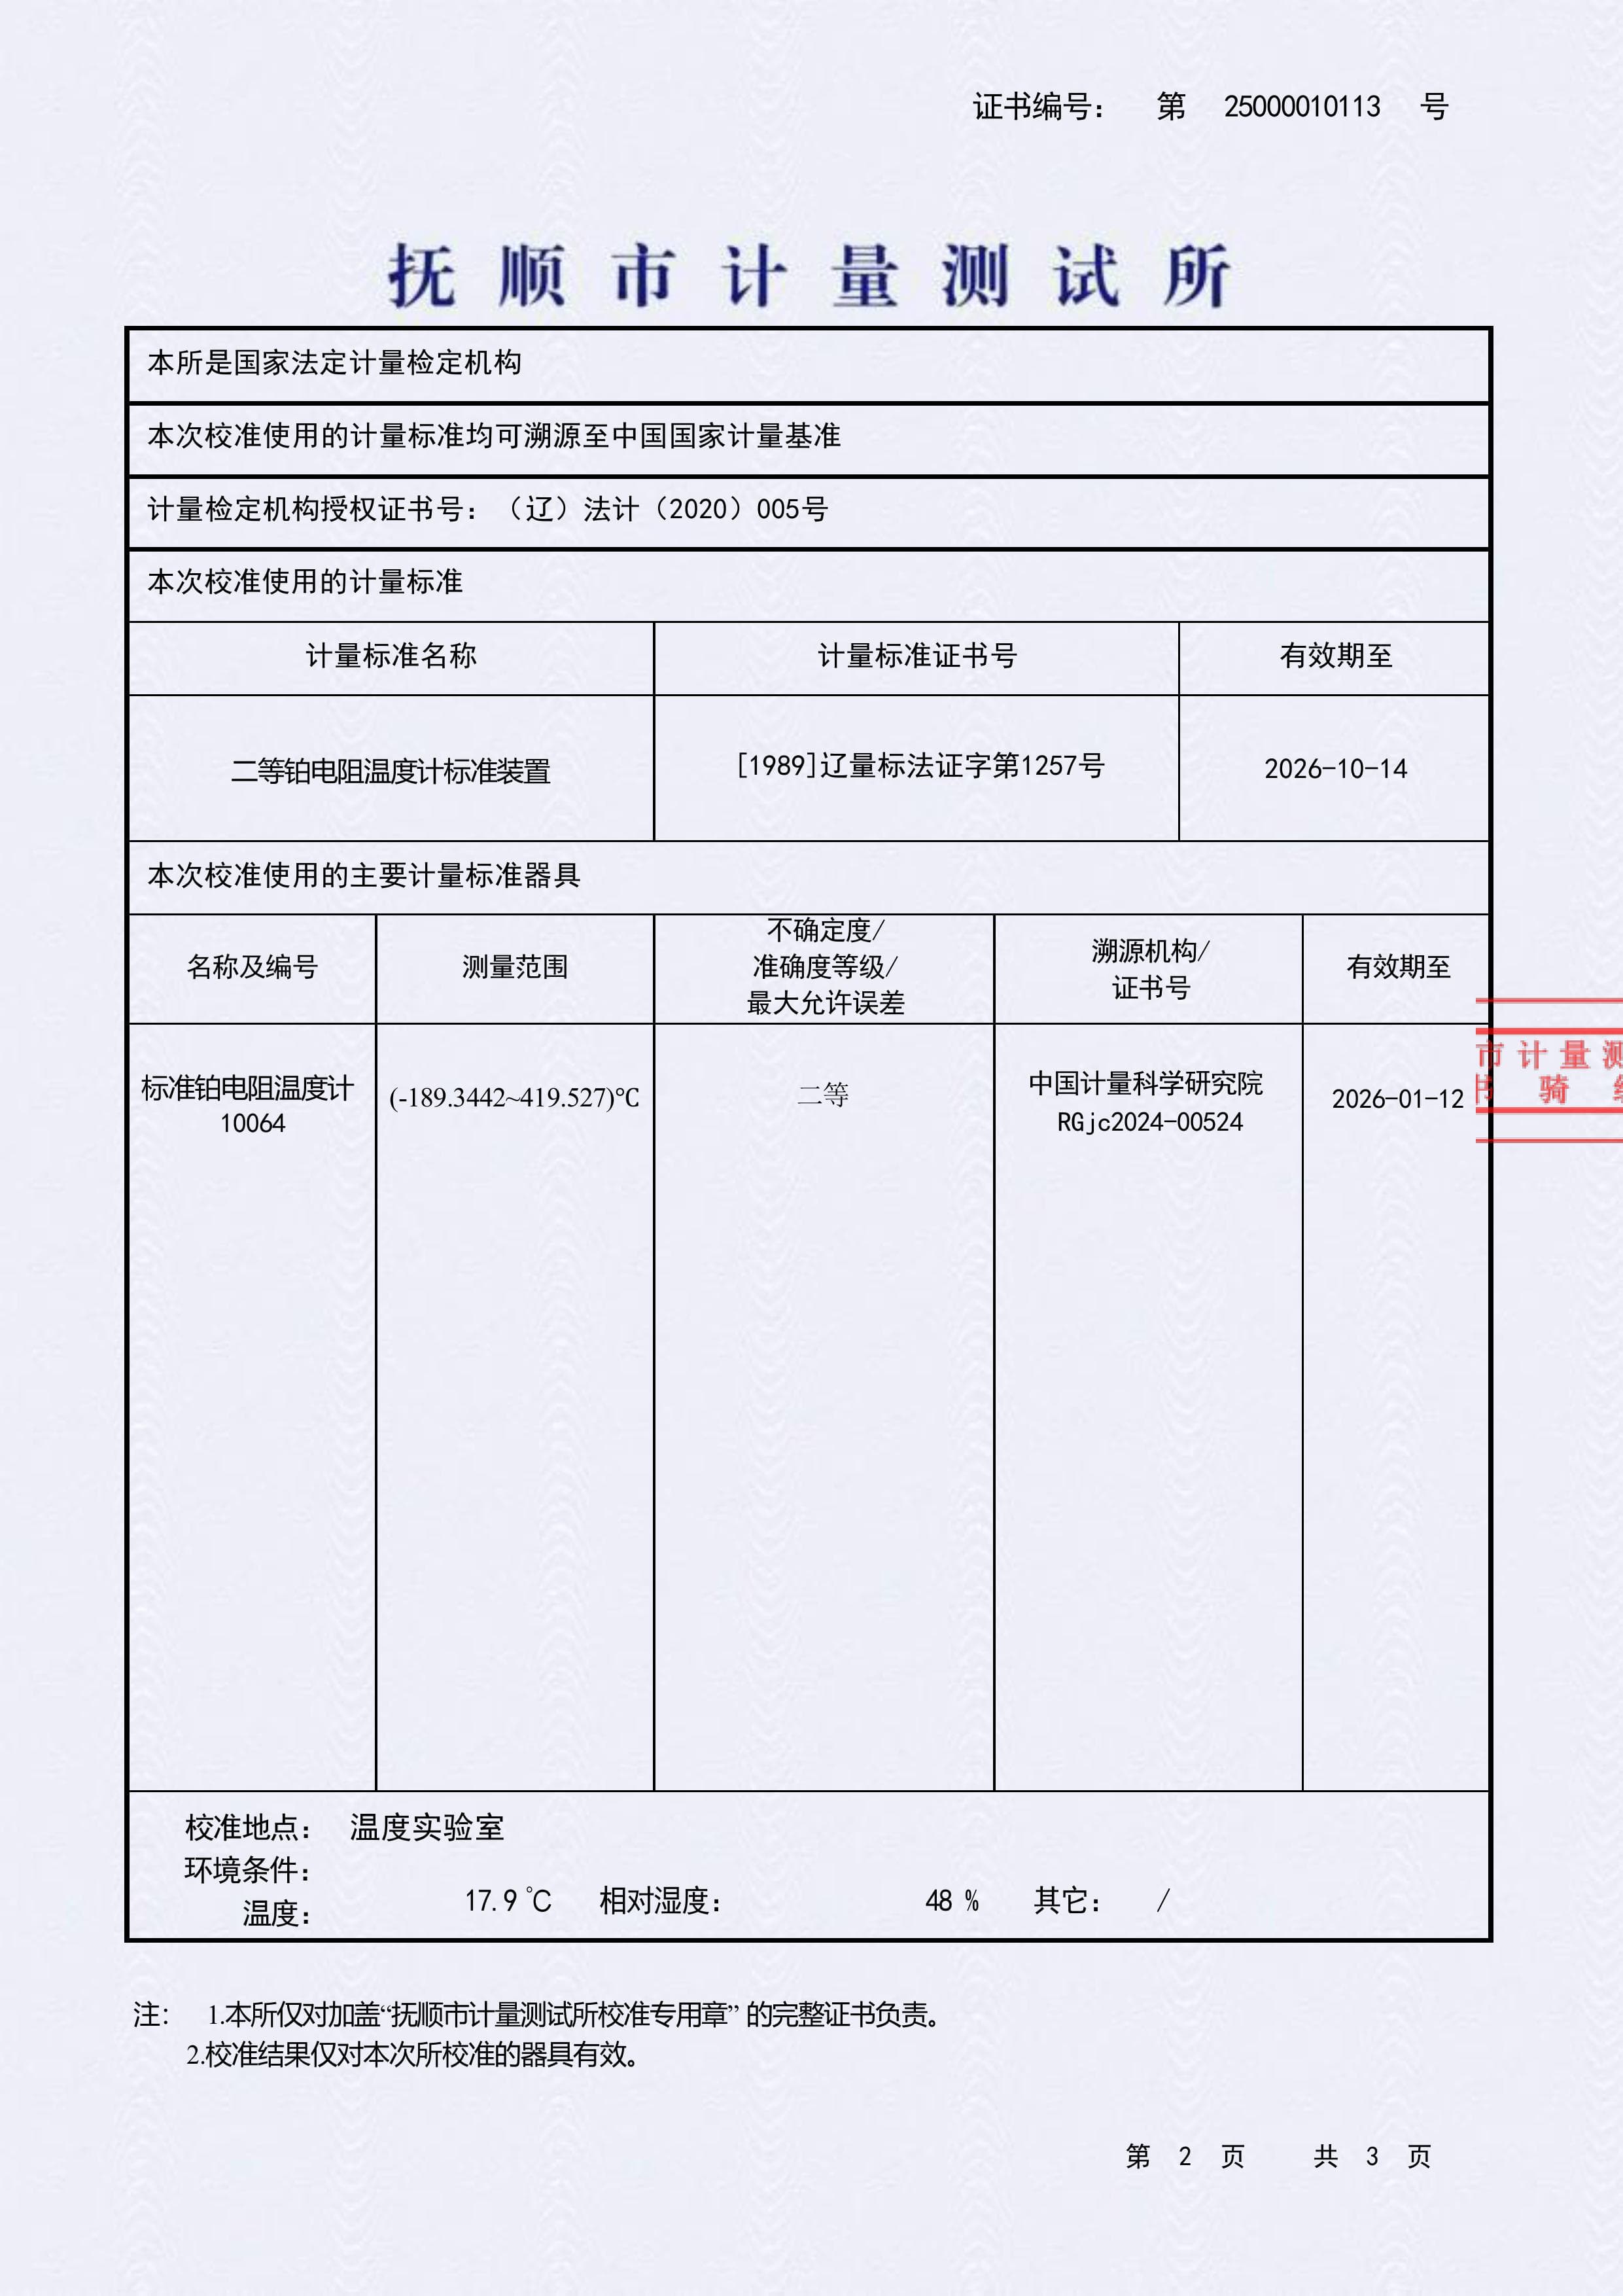 证书编号： 第 25000010113 号
抚顺市计量测试所
本所是国家法定计量检定机构
本次校准使用的计量标准均可溯源至中国国家计量基准
计量检定机构授权证书号：（辽）法计（2020）005号
本次校准使用的计量标准
计量标准名称 计量标准证书号 有效期至
二等铂电阻温度计标准装置 [1989]辽量标法证字第1257号 2026-10-14
本次校准使用的主要计量标准器具
名称及编号 测量范围 不确定度/
准确度等级/
最大允许误差 溯源机构/
证书号 有效期至
标准铂电阻温度计
10064 (-189.3442~419.527)℃ 二等 中国计量科学研究院
RGjc2024-00524 2026-01-12
市计量测
骑
校准地点： 温度实验室
环境条件：
温度： 17.9 ℃ 相对湿度： 48 % 其它： /
注： 1.本所仅对加盖“抚顺市计量测试所校准专用章” 的完整证书负责。
2.校准结果仅对本次所校准的器具有效。
第 2 页 共 3 页